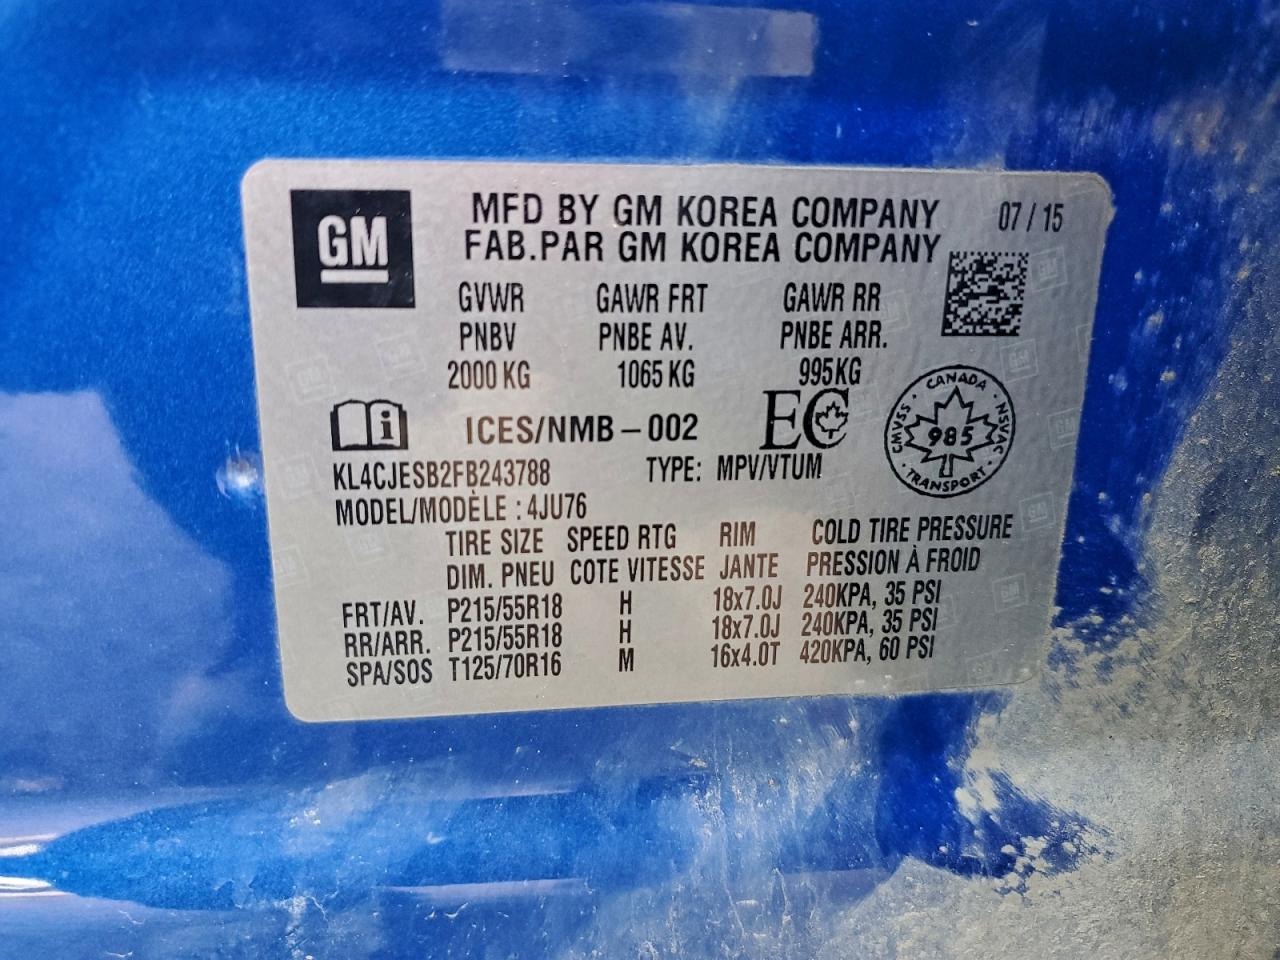 GM
MFD BY GM KOREA COMPANY 07 / 15
FAB.PAR GM KOREA COMPANY
GVWR GAWR FRT GAWR RR
PNBV PNBE AV. PNBE ARR.
2000 KG 1065 KG 995KG
i ICES/NMB – 002 EC
CANADA
CMVSS 985 NSVAC
TRANSPORT
KL4CJESB2FB243788 TYPE: MPV/VTUM
MODEL/MODÈLE : 4JU76
TIRE SIZE SPEED RTG RIM COLD TIRE PRESSURE
DIM. PNEU COTE VITESSE JANTE PRESSION À FROID
FRT/AV. P215/55R18 H 18x7.0J 240KPA, 35 PSI
RR/ARR. P215/55R18 H 18x7.0J 240KPA, 35 PSI
SPA/SOS T125/70R16 M 16x4.0T 420KPA, 60 PSI